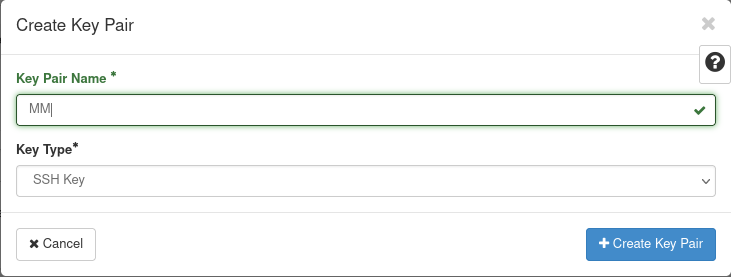 Create Key Pair
Key Pair Name *
MM
Key Type*
SSH Key
Cancel
Create Key Pair